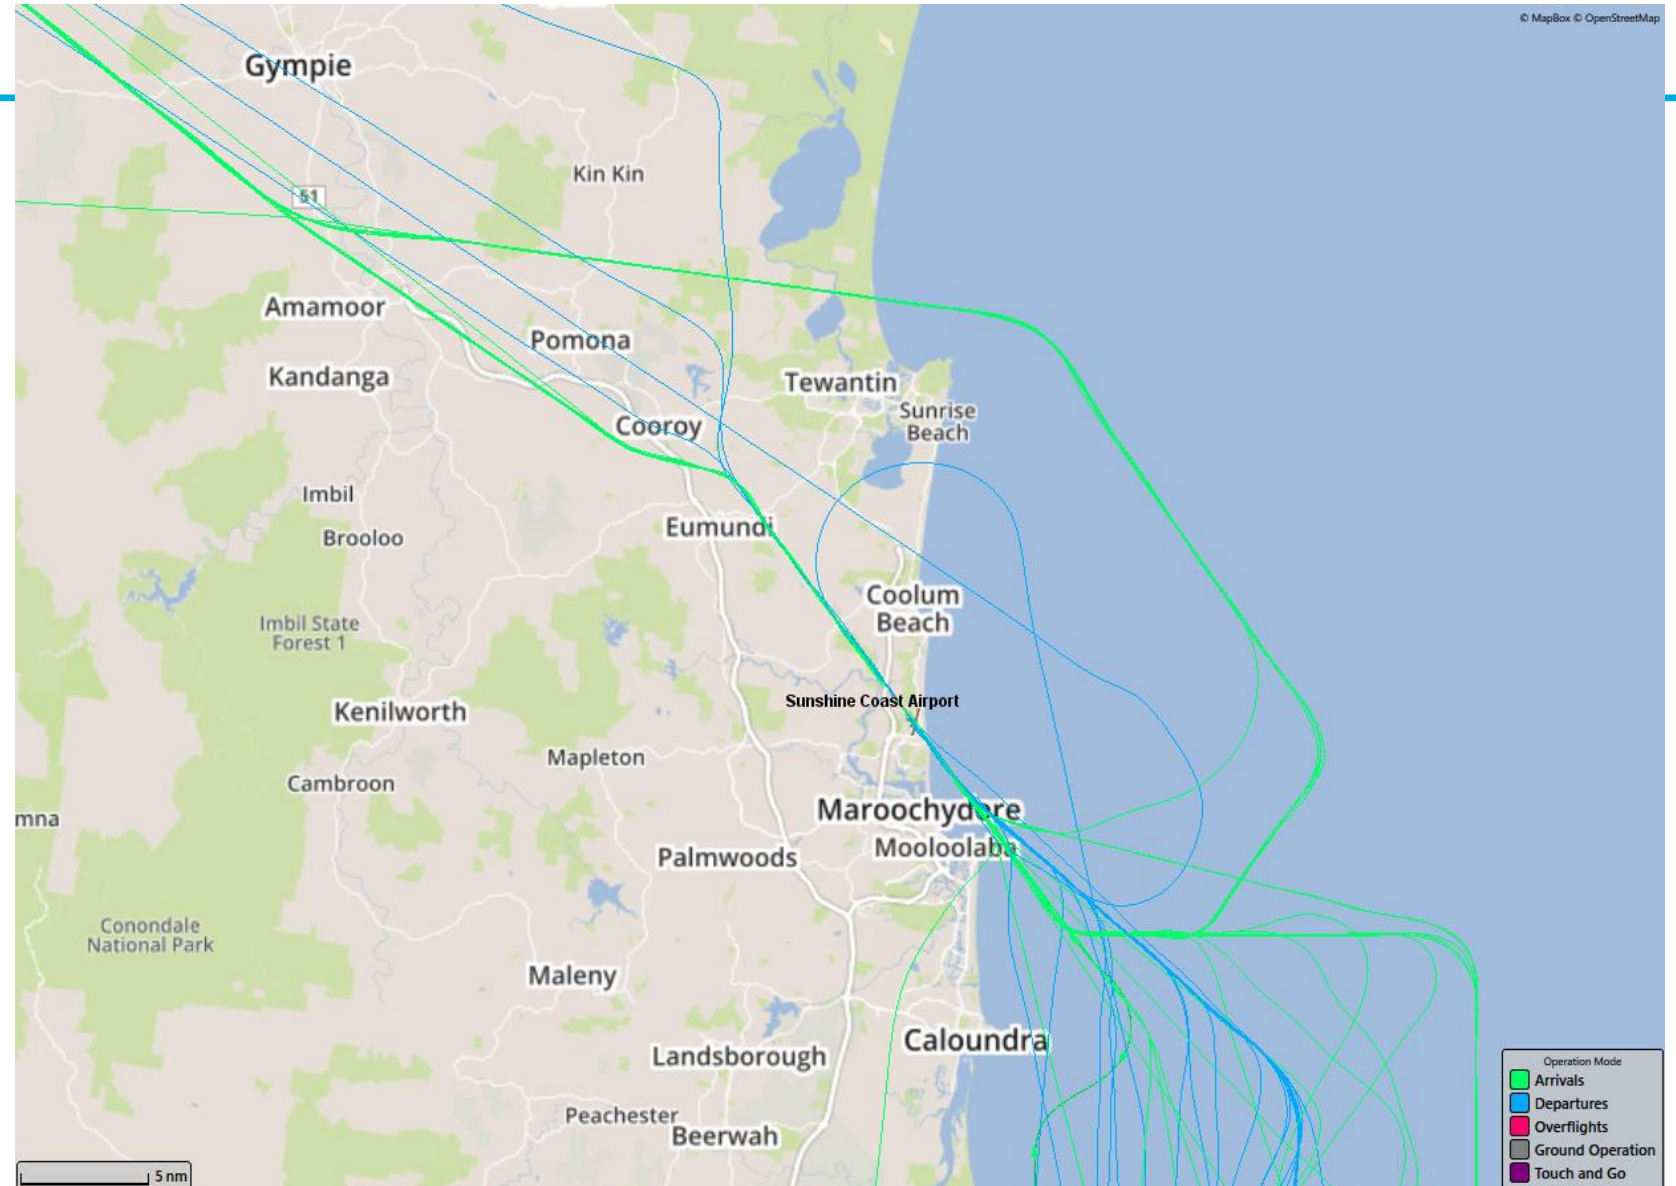 © MapBox © OpenStreetMap
Gympie
Kin Kin
51
Amamoor
Pomona
Kandanga
Tewantin
Sunrise
Beach
Cooroy
Imbil
Eumundi
Brooloo
Coolum
Beach
Imbil State
Forest 1
Sunshine Coast Airport
Kenilworth
Mapleton
Cambroon
Maroochydore
mna
Mooloolaba
Palmwoods
Conondale
National Park
Maleny
Caloundra
Landsborough
Peachester
Beerwah
Operation Mode
Arrivals
Departures
Overflights
Ground Operation
Touch and Go
5 nm